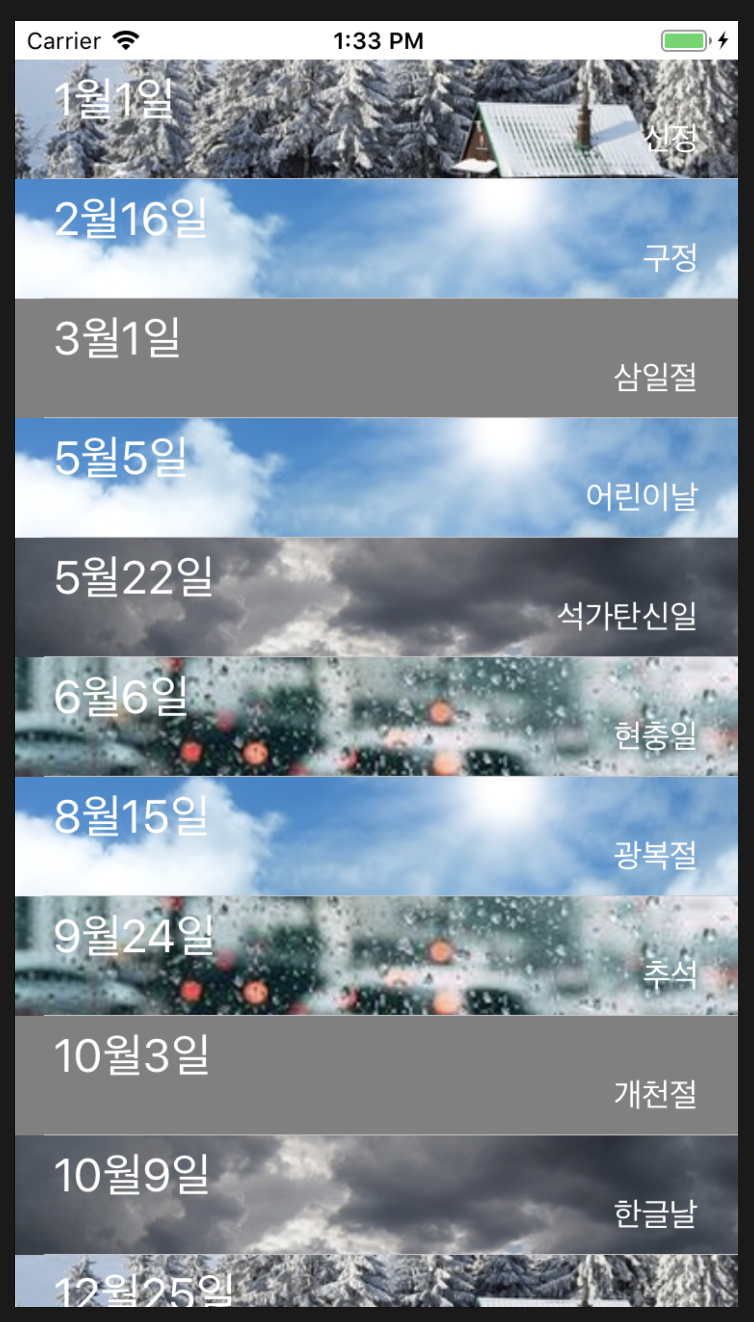 Carrier 1:33 PM
1월1일
신정
2월16일
구정
3월1일
삼일절
5월5일
어린이날
5월22일
석가탄신일
6월6일
현충일
8월15일
광복절
9월24일
추석
10월3일
개천절
10월9일
한글날
12월25일